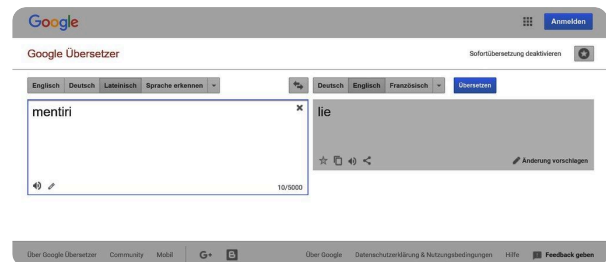 Google
Anmelden
Google Übersetzer
Sofortübersetzung deaktivieren
Englisch Deutsch Lateinisch Sprache erkennen
Deutsch Englisch Französisch
Übersetzen
mentiri
lie
Änderung vorschlagen
10/5000
Über Google Übersetzer Community Mobil G+ B Über Google Datenschutzerklärung & Nutzungsbedingungen Hilfe Feedback geben